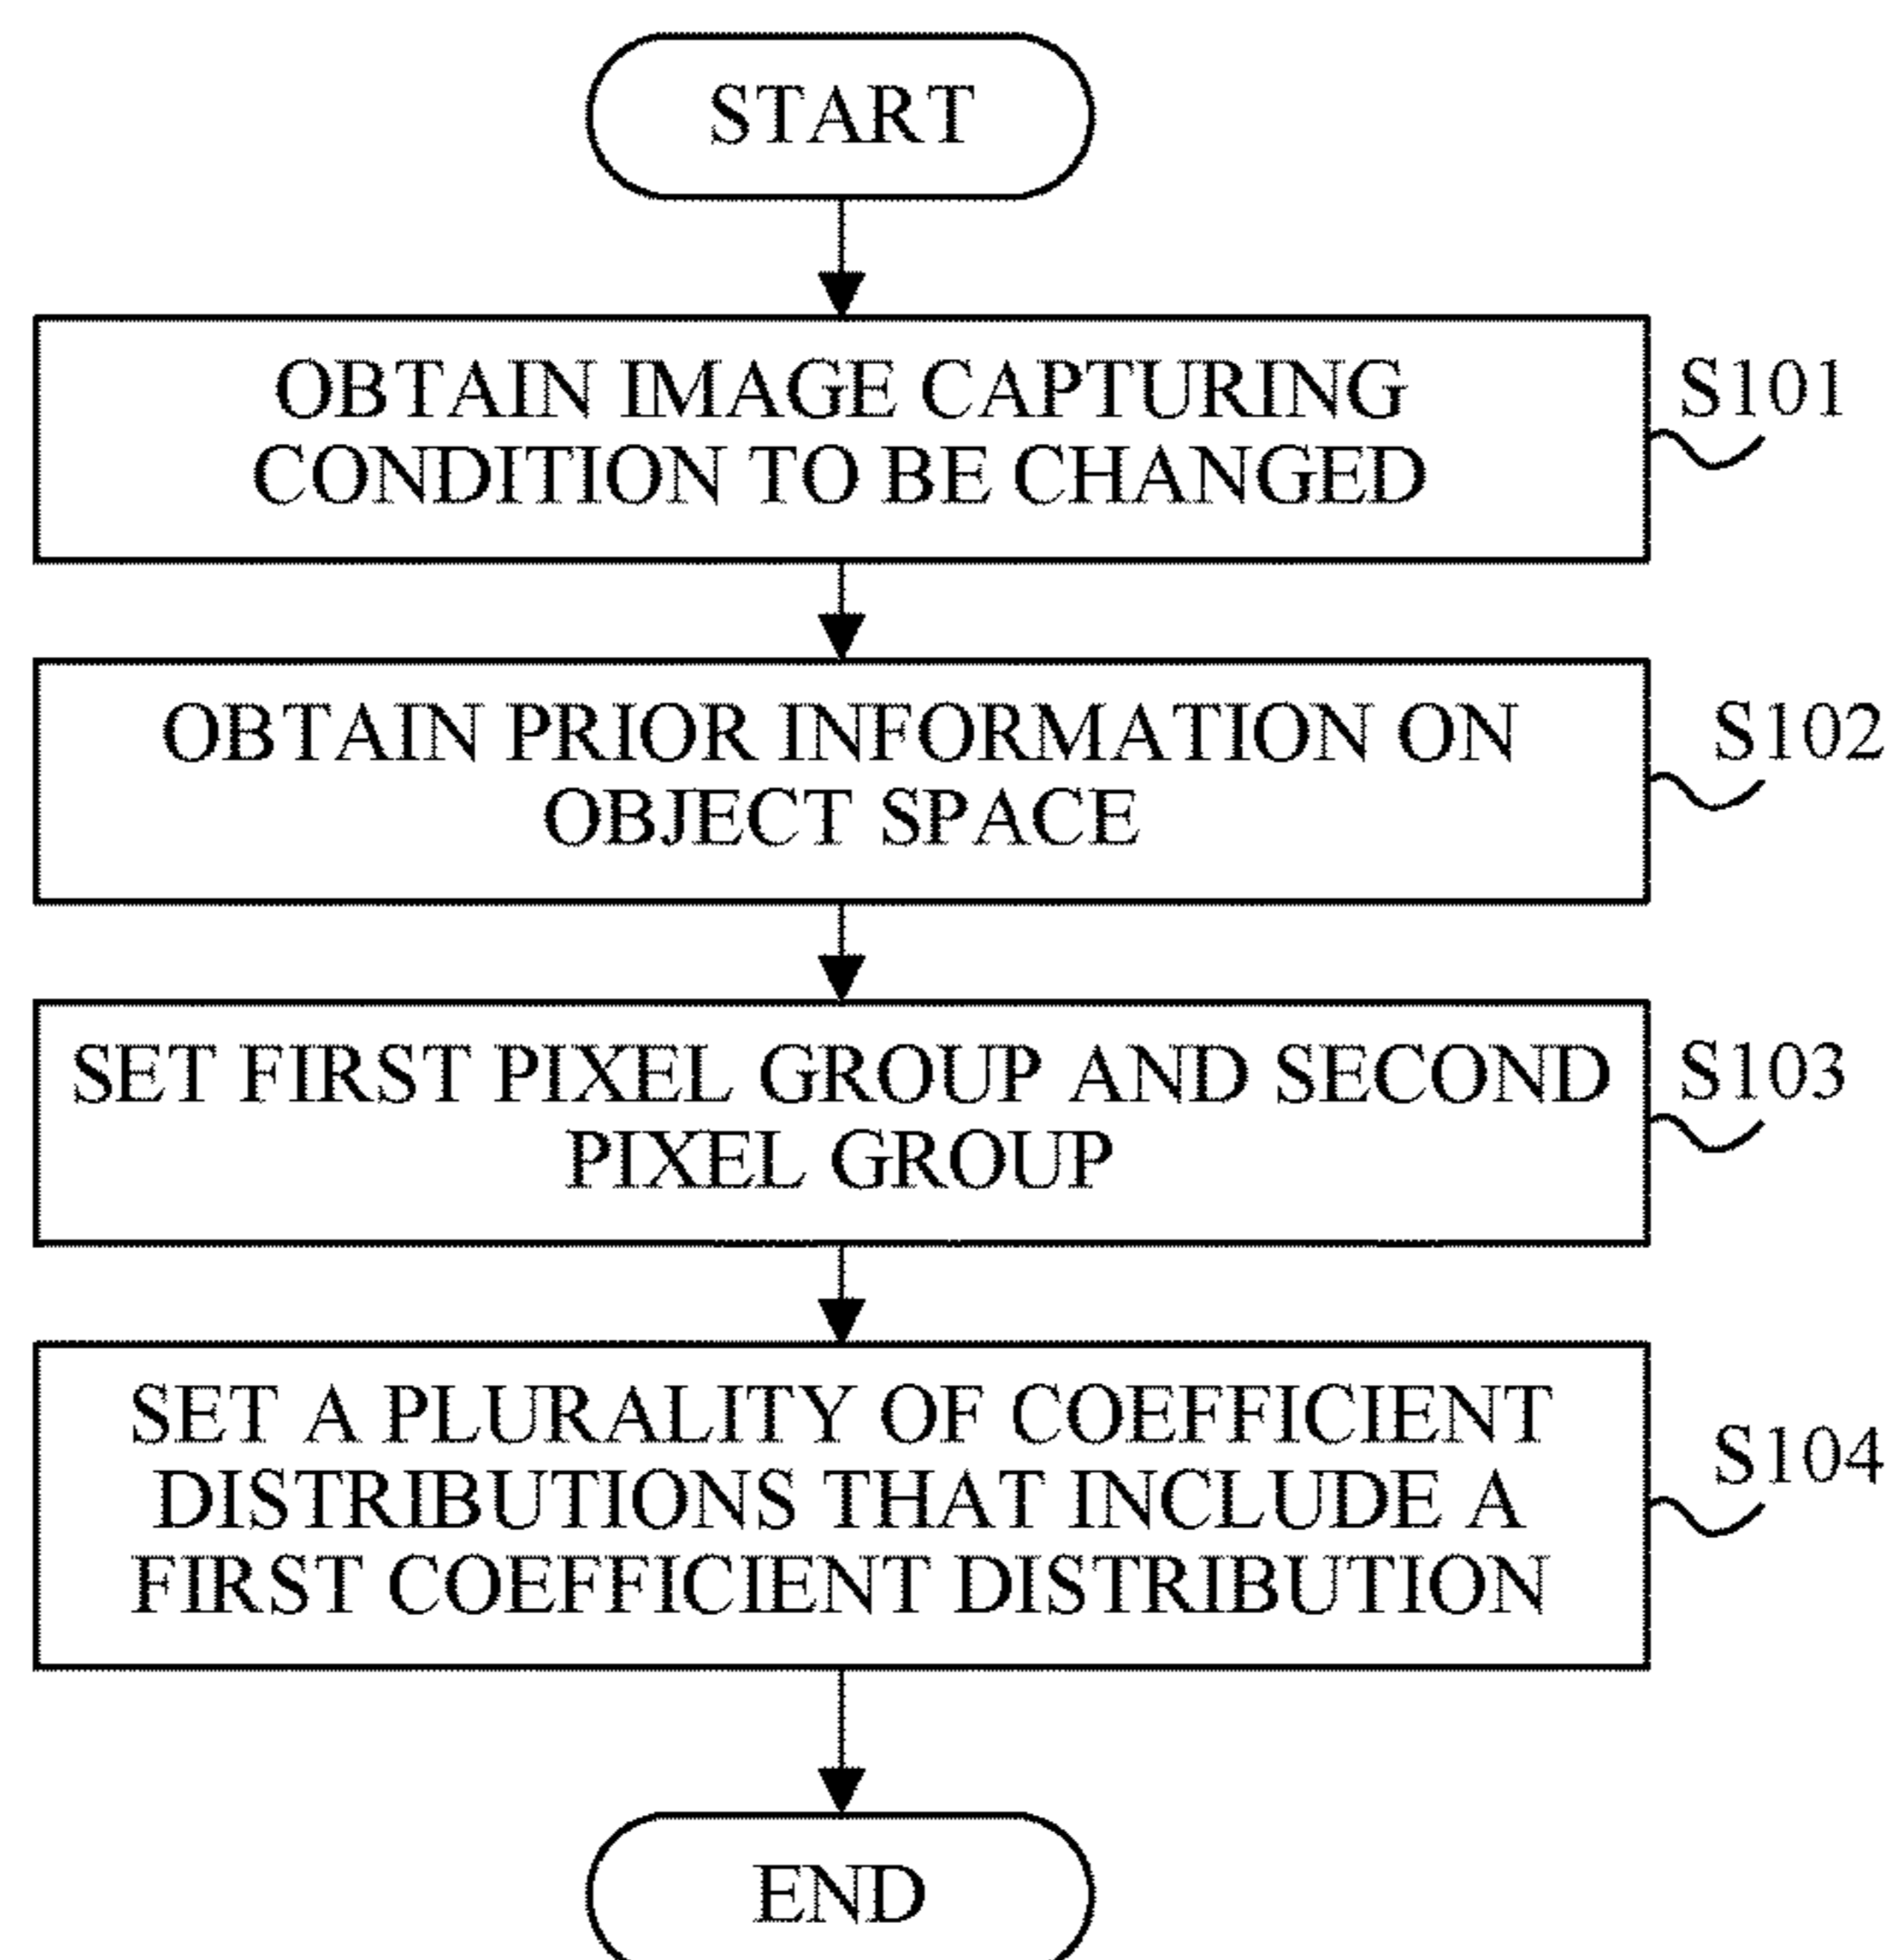 START
OBTAIN IMAGE CAPTURING
CONDITION TO BE CHANGED
S101
OBTAIN PRIOR INFORMATION ON
OBJECT SPACE
S102
SET FIRST PIXEL GROUP AND SECOND
PIXEL GROUP
S103
SET A PLURALITY OF COEFFICIENT
DISTRIBUTIONS THAT INCLUDE A
FIRST COEFFICIENT DISTRIBUTION
S104
END